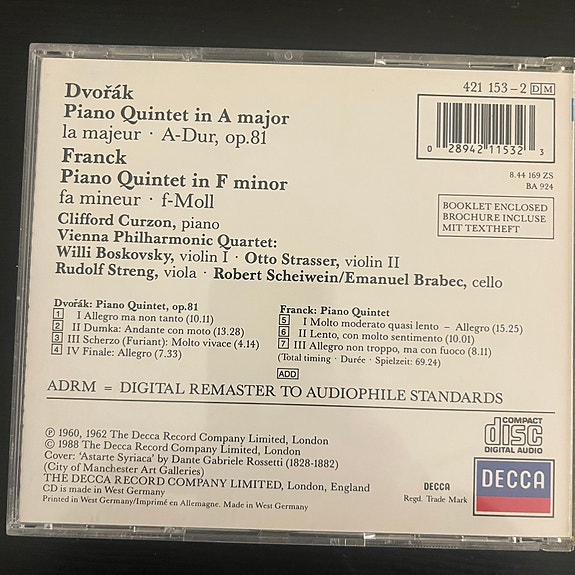 Dvořák
Piano Quintet in A major
la majeur · A-Dur, op.81
Franck
Piano Quintet in F minor
fa mineur · f-Moll
Clifford Curzon, piano
Vienna Philharmonic Quartet:
Willi Boskovsky, violin I · Otto Strasser, violin II
Rudolf Streng, viola · Robert Scheiwein/Emanuel Brabec, cello
421 153-2 DM
0 28942 11532 3
8.44 169 ZS
BA 924
BOOKLET ENCLOSED
BROCHURE INCLUSE
MIT TEXTHEFT
Dvořák: Piano Quintet, op.81
1 I Allegro ma non tanto (10.11)
2 II Dumka: Andante con moto (13.28)
3 III Scherzo (Furiant): Molto vivace (4.14)
4 IV Finale: Allegro (7.33)
Franck: Piano Quintet
5 I Molto moderato quasi lento – Allegro (15.25)
6 II Lento, con molto sentimento (10.01)
7 III Allegro non troppo, ma con fuoco (8.11)
(Total timing · Durée · Spielzeit: 69.24)
ADD
ADRM = DIGITAL REMASTER TO AUDIOPHILE STANDARDS
℗ 1960, 1962 The Decca Record Company Limited, London
© 1988 The Decca Record Company Limited, London
Cover: 'Astarte Syriaca' by Dante Gabriele Rossetti (1828-1882)
(City of Manchester Art Galleries)
THE DECCA RECORD COMPANY LIMITED, London, England
CD is made in West Germany
Printed in West Germany/Imprimé en Allemagne. Made in West Germany
COMPACT
disc
DIGITAL AUDIO
DECCA
Regd. Trade Mark
DECCA